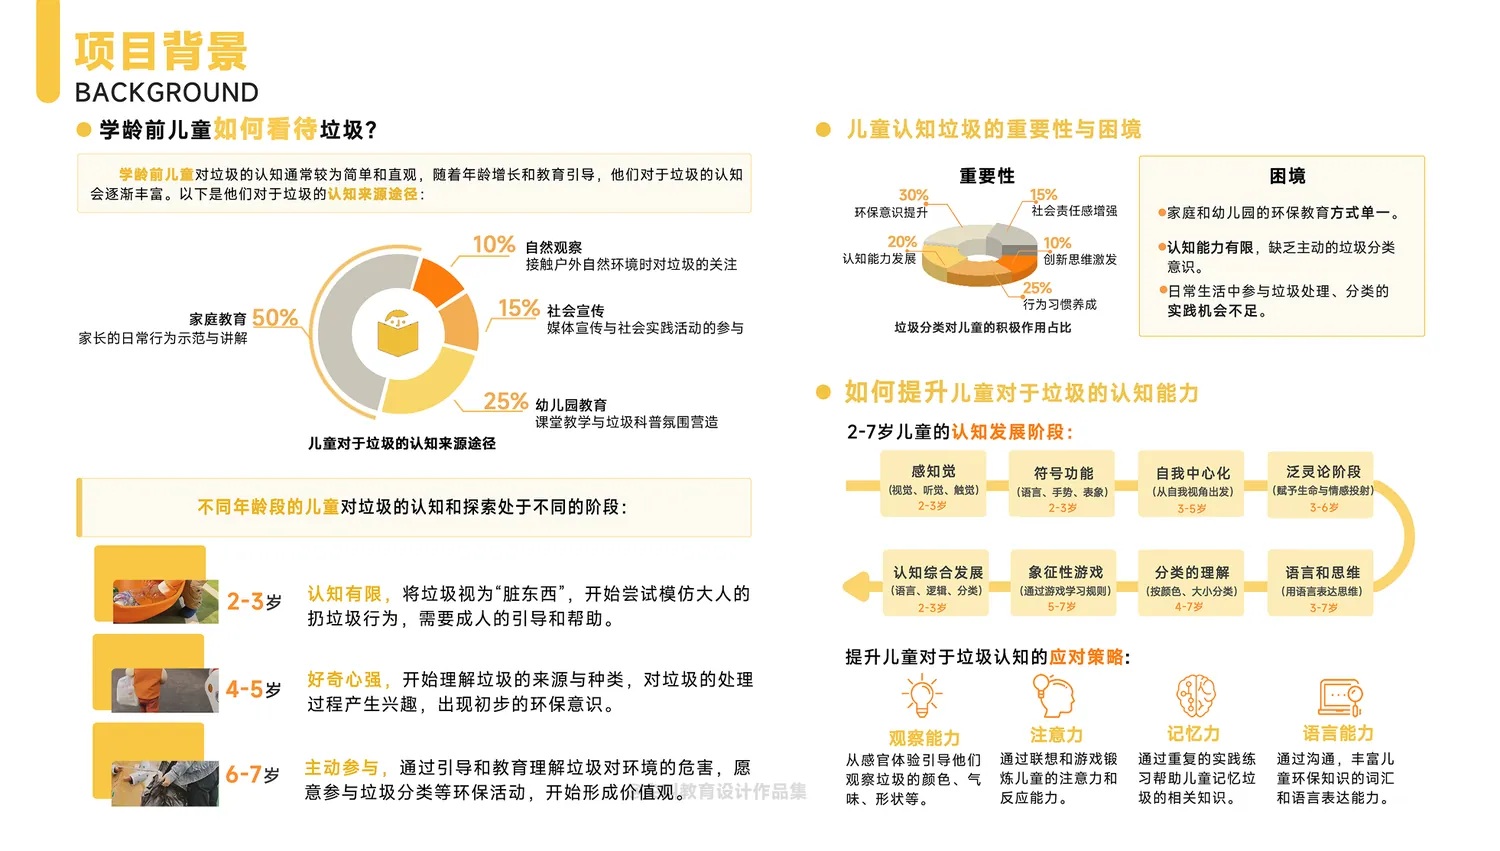 项目背景
BACKGROUND
学龄前儿童如何看待垃圾?
学龄前儿童对垃圾的认知通常较为简单和直观，随着年龄增长和教育引导，他们对于垃圾的认知
会逐渐丰富。以下是他们对于垃圾的认知来源途径：
10% 自然观察
接触户外自然环境时对垃圾的关注
15% 社会宣传
媒体宣传与社会实践活动的参与
家庭教育 50%
家长的日常行为示范与讲解
25% 幼儿园教育
课堂教学与垃圾科普氛围营造
儿童对于垃圾的认知来源途径
不同年龄段的儿童对垃圾的认知和探索处于不同的阶段：
2-3岁
认知有限，将垃圾视为“脏东西”，开始尝试模仿大人的
扔垃圾行为，需要成人的引导和帮助。
4-5岁
好奇心强，开始理解垃圾的来源与种类，对垃圾的处理
过程产生兴趣，出现初步的环保意识。
6-7岁
主动参与，通过引导和教育理解垃圾对环境的危害，愿
意参与垃圾分类等环保活动，开始形成价值观。
教育设计作品集
儿童认知垃圾的重要性与困境
重要性
30%
环保意识提升
15%
社会责任感增强
20%
认知能力发展
10%
创新思维激发
25%
行为习惯养成
垃圾分类对儿童的积极作用占比
困境
家庭和幼儿园的环保教育方式单一。
认知能力有限，缺乏主动的垃圾分类
意识。
日常生活中参与垃圾处理、分类的
实践机会不足。
如何提升儿童对于垃圾的认知能力
2-7岁儿童的认知发展阶段：
感知觉
(视觉、听觉、触觉)
2-3岁
符号功能
(语言、手势、表象)
2-3岁
自我中心化
(从自我视角出发)
3-5岁
泛灵论阶段
(赋予生命与情感投射)
3-6岁
认知综合发展
(语言、逻辑、分类)
2-3岁
象征性游戏
(通过游戏学习规则)
5-7岁
分类的理解
(按颜色、大小分类)
4-7岁
语言和思维
(用语言表达思维)
3-7岁
提升儿童对于垃圾认知的应对策略:
观察能力
从感官体验引导他们
观察垃圾的颜色、气
味、形状等。
注意力
通过联想和游戏锻
炼儿童的注意力和
反应能力。
记忆力
通过重复的实践练
习帮助儿童记忆垃
圾的相关知识。
语言能力
通过沟通，丰富儿
童环保知识的词汇
和语言表达能力。